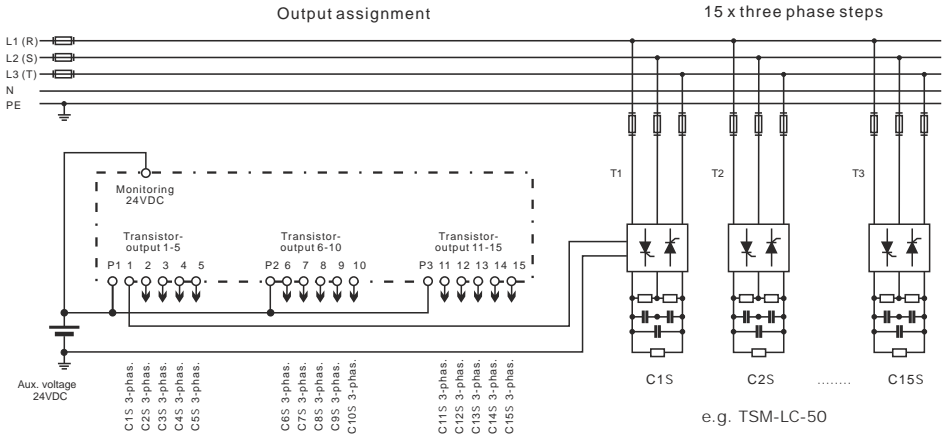 Output assignment
15 x three phase steps
L1 (R)
L2 (S)
L3 (T)
N
PE
Monitoring
24VDC
T1
T2
T3
Transistor-
output 1-5
Transistor-
output 6-10
Transistor-
output 11-15
P1 1 2 3 4 5
P2 6 7 8 9 10
P3 11 12 13 14 15
Aux. voltage
24VDC
C1S 3-phas.
C2S 3-phas.
C3S 3-phas.
C4S 3-phas.
C5S 3-phas.
C6S 3-phas.
C7S 3-phas.
C8S 3-phas.
C9S 3-phas.
C10S 3-phas.
C11S 3-phas.
C12S 3-phas.
C13S 3-phas.
C14S 3-phas.
C15S 3-phas.
C1S
C2S
........
C15S
e.g. TSM-LC-50